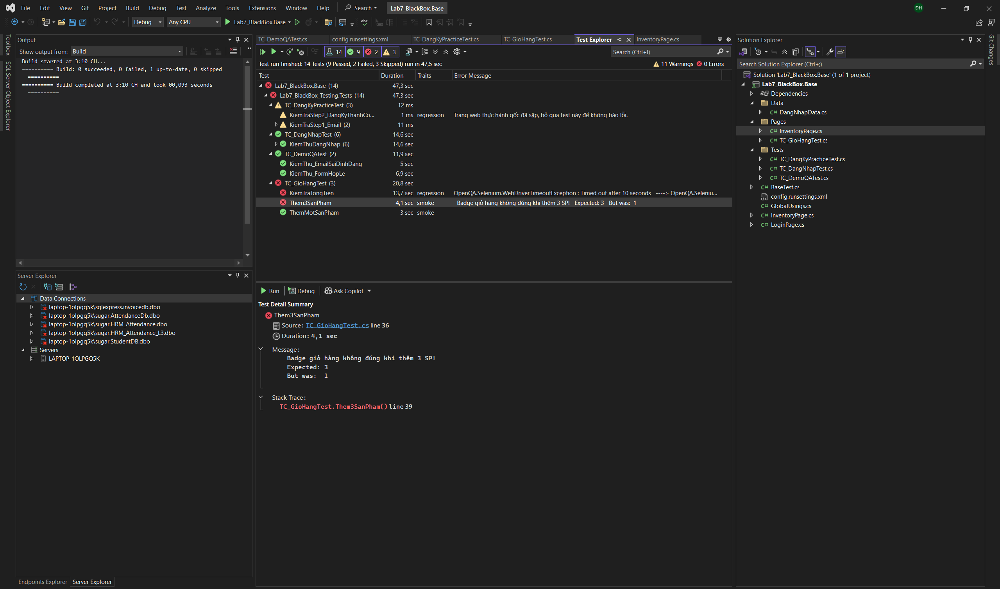 File Edit View Git Project Build Debug Test Analyze Tools Extensions Window Help Search Lab7_BlackBox.Base ĐH
Debug Any CPU Lab7_BlackBox.Base
Toolbox
SQL Server Object Explorer
Output
Show output from: Build
Build started at 3:10 CH...
========== Build: 0 succeeded, 0 failed, 1 up-to-date, 0 skipped
==========
========== Build completed at 3:10 CH and took 00,093 seconds
==========
Server Explorer
Data Connections
laptop-1olpgq5k\sqlexpress.invoicedb.dbo
laptop-1olpgq5k\sugar.AttendanceDb.dbo
laptop-1olpgq5k\sugar.HRM_Attendance.dbo
laptop-1olpgq5k\sugar.HRM_Attendance_L3.dbo
laptop-1olpgq5k\sugar.StudentDB.dbo
Servers
LAPTOP-1OLPGQ5K
Endpoints Explorer Server Explorer
TC_DemoQATest.cs config.runsettings.xml TC_DangKyPracticeTest.cs TC_GioHangTest.cs Test Explorer InventoryPage.cs
14 9 2 3 Search (Ctrl+I)
Test run finished: 14 Tests (9 Passed, 2 Failed, 3 Skipped) run in 47,5 sec 11 Warnings 0 Errors
Test Duration Traits Error Message
Lab7_BlackBox.Base (14) 47,3 sec
Lab7_BlackBox_Testing.Tests (14) 47,3 sec
TC_DangKyPracticeTest (3) 12 ms
KiemTraStep2_DangKyThanhCo... 1 ms regression Trang web thực hành gốc đã sập, bỏ qua test này để không báo lỗi.
KiemTraStep1_Email (2) 11 ms
TC_DangNhapTest (6) 14,6 sec
KiemThuDangNhap (6) 14,6 sec
TC_DemoQATest (2) 11,9 sec
KiemThu_EmailSaiDinhDang 5 sec
KiemThu_FormHopLe 6,9 sec
TC_GioHangTest (3) 20,8 sec
KiemTraTongTien 13,7 sec regression OpenQA.Selenium.WebDriverTimeoutException : Timed out after 10 seconds ----> OpenQA.Seleniu...
Them3SanPham 4,1 sec smoke Badge giỏ hàng không đúng khi thêm 3 SP! Expected: 3 But was: 1
ThemMotSanPham 3 sec smoke
Run Debug Ask Copilot
Test Detail Summary
Them3SanPham
Source: TC_GioHangTest.cs line 36
Duration: 4,1 sec
Message:
Badge giỏ hàng không đúng khi thêm 3 SP!
Expected: 3
But was: 1
Stack Trace:
TC_GioHangTest.Them3SanPham() line 39
Solution Explorer
Search Solution Explorer (Ctrl+;)
Solution 'Lab7_BlackBox.Base' (1 of 1 project)
Lab7_BlackBox.Base
Dependencies
Data
C# DangNhapData.cs
Pages
C# InventoryPage.cs
C# TC_GioHangTest.cs
Tests
C# TC_DangKyPracticeTest.cs
C# TC_DangNhapTest.cs
C# TC_DemoQATest.cs
C# BaseTest.cs
config.runsettings.xml
C# GlobalUsings.cs
C# InventoryPage.cs
C# LoginPage.cs
Git Changes